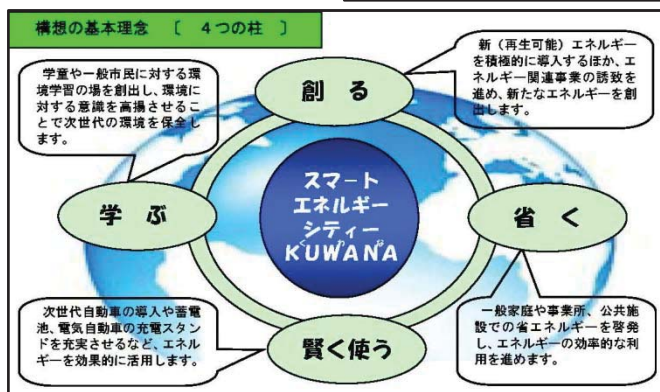 構想の基本理念 〔 4つの柱 〕
新（再生可能）エネルギー
を積極的に導入するほか、エ
ネルギー関連事業の誘致を
進め、新たなエネルギーを創
出します。
学童や一般市民に対する環
境学習の場を創出し、環境に
対する意識を高揚させるこ
とで次世代の環境を保全し
ます。
創る
学ぶ
スマート
エネルギー
シティー
KUWANA
くわな
省く
次世代自動車の導入や蓄電
池、電気自動車の充電スタン
ドを充実させるなど、エネル
ギーを効果的に活用します。
賢く使う
一般家庭や事業所、公共施
設での省エネルギーを啓発
し、エネルギーの効率的な利
用を進めます。